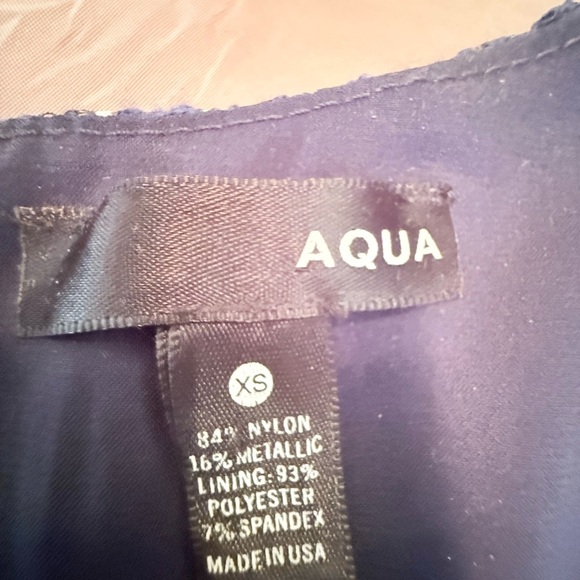 AQUA
XS
84% NYLON
16% METALLIC
LINING: 93%
POLYESTER
7% SPANDEX
MADE IN USA